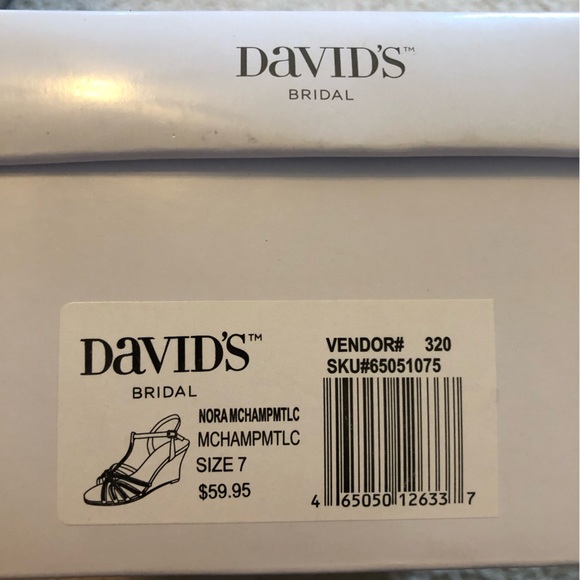 DaVID'S™
BRIDAL
DaVID'S™
BRIDAL
NORA MCHAMPMTLC
MCHAMPMTLC
SIZE 7
$59.95
VENDOR# 320
SKU#65051075
4 65050 12633 7